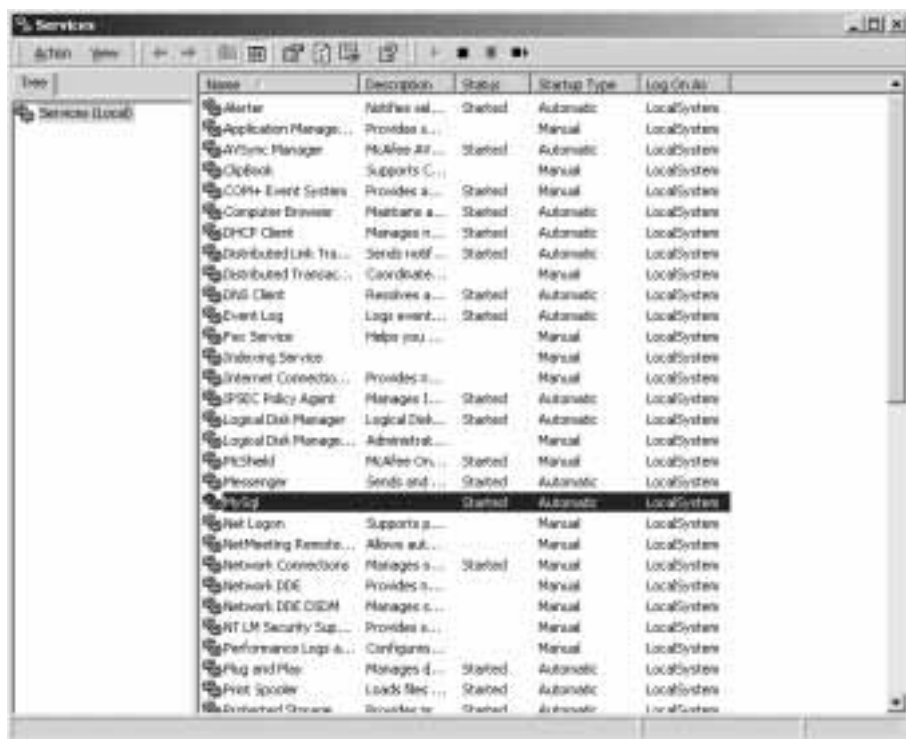 Services
Action View
Tree
Name Description Status Startup Type Log On As
Services (Local)
Alerter Notifies sel... Started Automatic LocalSystem
Application Manage... Provides s... Manual LocalSystem
AVSync Manager McAfee AV... Started Automatic LocalSystem
ClipBook Supports C... Manual LocalSystem
COM+ Event System Provides a... Started Manual LocalSystem
Computer Browser Maintains a... Started Automatic LocalSystem
DHCP Client Manages n... Started Automatic LocalSystem
Distributed Link Tra... Sends notif... Started Automatic LocalSystem
Distributed Transac... Coordinate... Manual LocalSystem
DNS Client Resolves a... Started Automatic LocalSystem
Event Log Logs event... Started Automatic LocalSystem
Fax Service Helps you ... Manual LocalSystem
Indexing Service Manual LocalSystem
Internet Connectio... Provides n... Manual LocalSystem
IPSEC Policy Agent Manages I... Started Automatic LocalSystem
Logical Disk Manager Logical Disk... Started Automatic LocalSystem
Logical Disk Manage... Administrat... Manual LocalSystem
McShield McAfee On... Started Manual LocalSystem
Messenger Sends and ... Started Automatic LocalSystem
MySql Started Automatic LocalSystem
Net Logon Supports p... Manual LocalSystem
NetMeeting Remote... Allows aut... Manual LocalSystem
Network Connections Manages o... Started Manual LocalSystem
Network DDE Provides n... Manual LocalSystem
Network DDE DSDM Manages s... Manual LocalSystem
NT LM Security Sup... Provides s... Manual LocalSystem
Performance Logs a... Configures... Manual LocalSystem
Plug and Play Manages d... Started Automatic LocalSystem
Print Spooler Loads files ... Started Automatic LocalSystem
Protected Storage Provides pr... Started Automatic LocalSystem